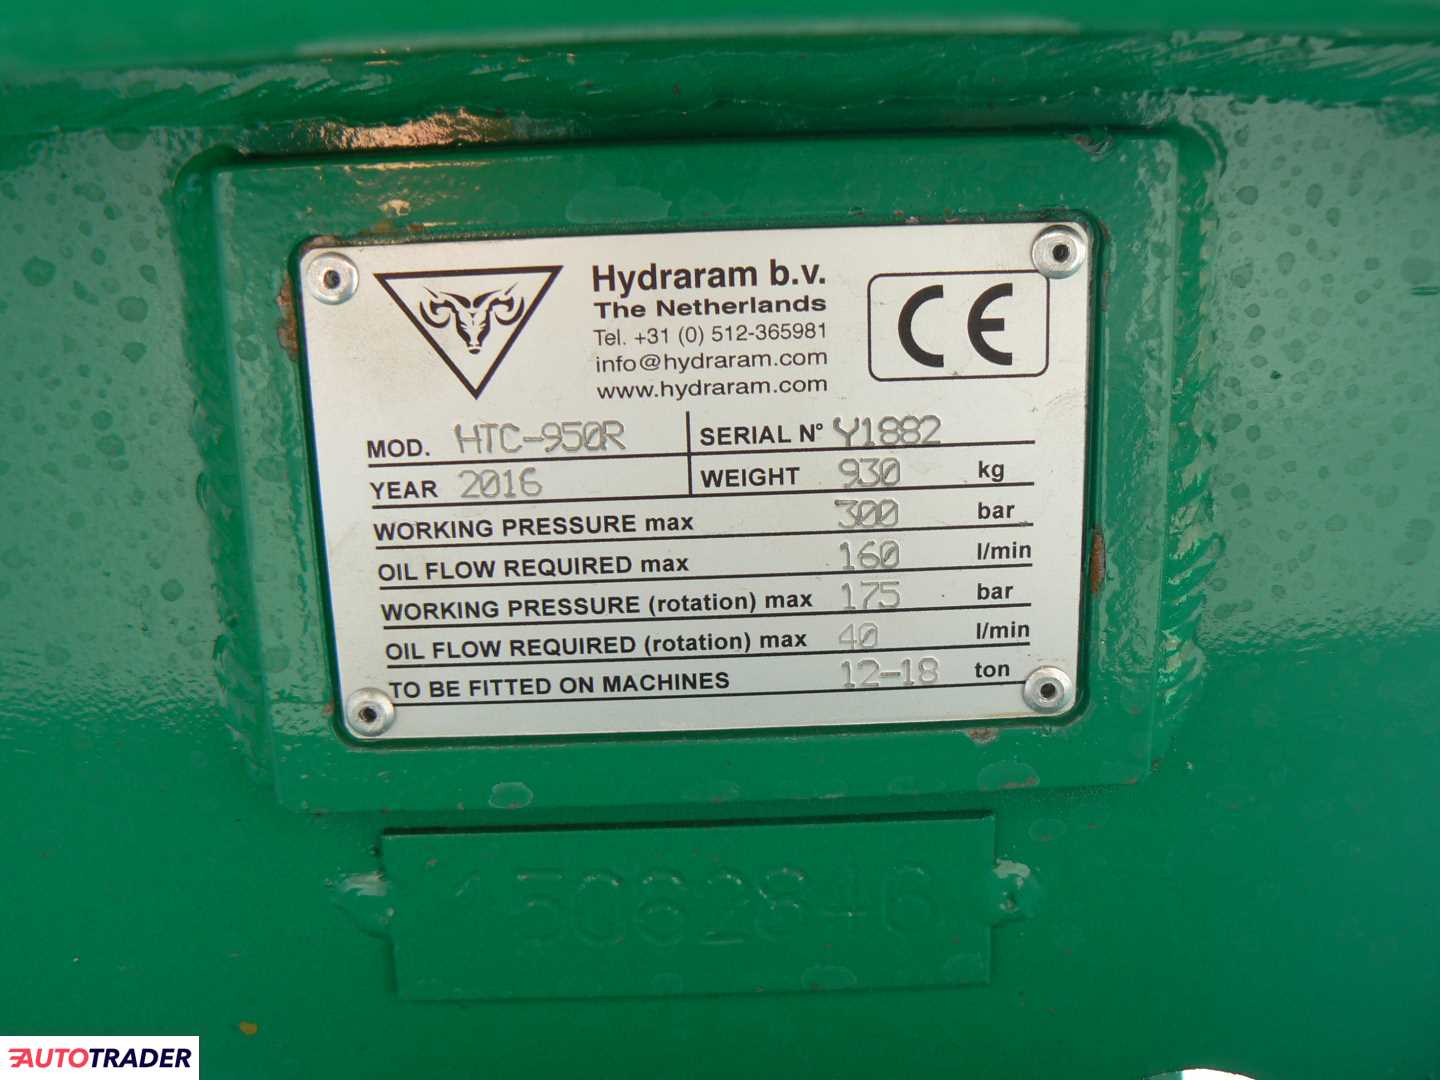 Hydraram b.v.
The Netherlands
Tel. +31 (0) 512-365981
info@hydraram.com
www.hydraram.com
CE
MOD. HTC-950R SERIAL N° Y1882
YEAR 2016 WEIGHT 930 kg
WORKING PRESSURE max 300 bar
OIL FLOW REQUIRED max 160 l/min
WORKING PRESSURE (rotation) max 175 bar
OIL FLOW REQUIRED (rotation) max 40 l/min
TO BE FITTED ON MACHINES 12-18 ton
AUTOTRADER